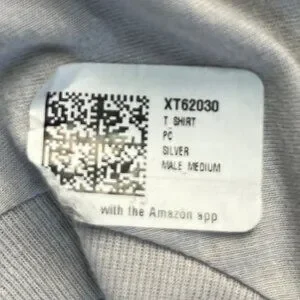 XT62030
T SHIRT
PC
SILVER
MALE MEDIUM
with the Amazon app